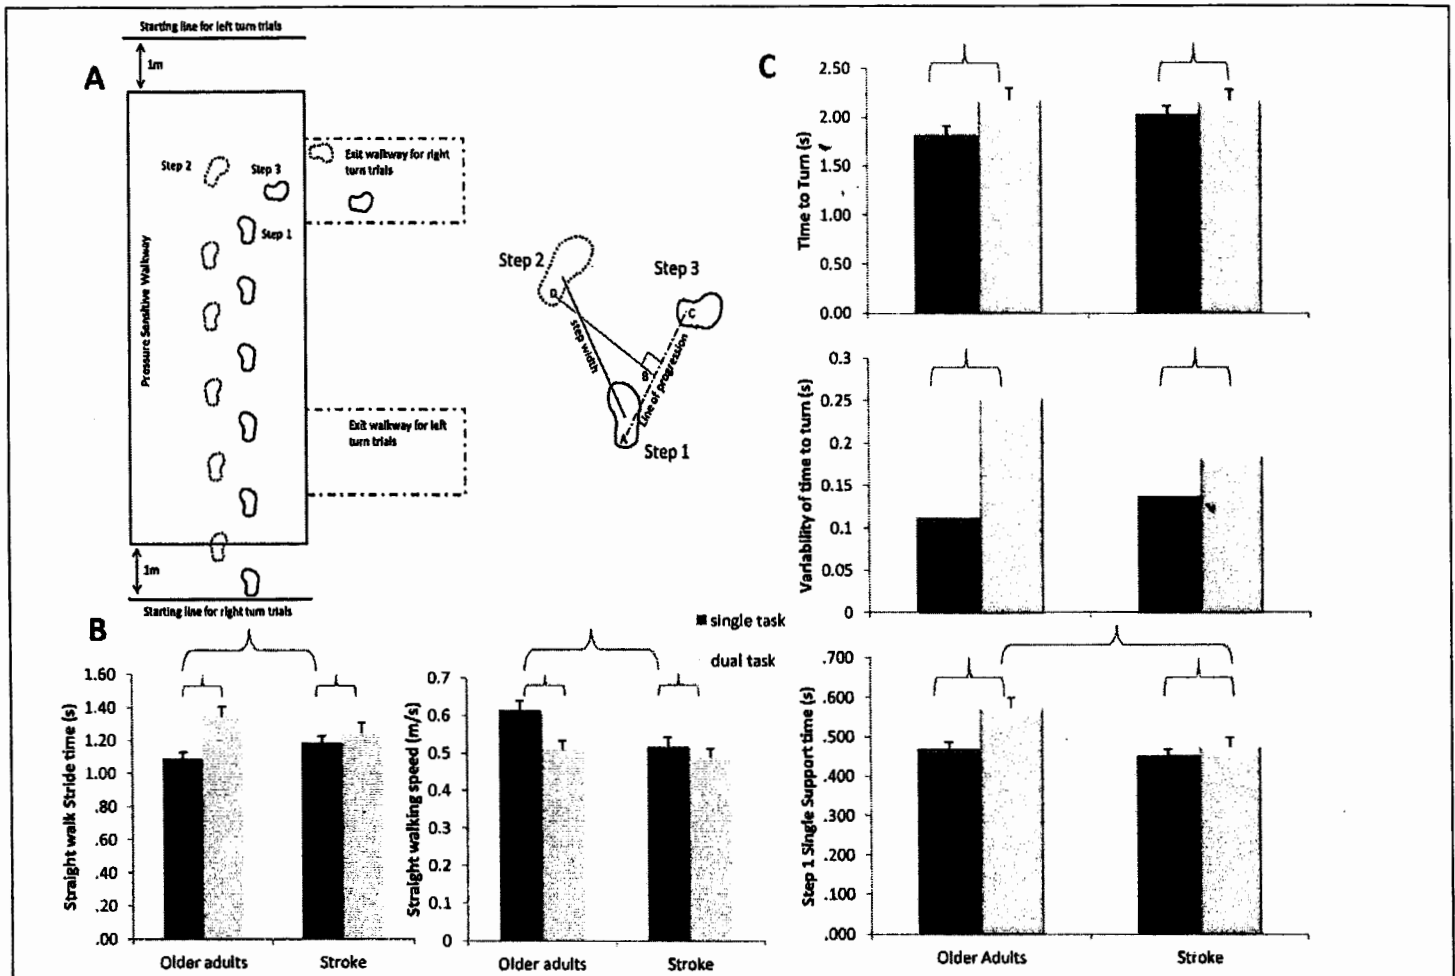 Starting line for left turn trials
1m
A
Pressure Sensitive Walkway
Step 2
Step 3
Step 1
Exit walkway for right
turn trials
Exit walkway for left
turn trials
1m
Starting line for right turn trials
Step 2
Step 3
D
step width
B
C
Line of progression
A
Step 1
B
single task
dual task
Straight walk Stride time (s)
1.60
1.40
1.20
1.00
.80
.60
.40
.20
.00
Older adults
Stroke
Straight walking speed (m/s)
0.7
0.6
0.5
0.4
0.3
0.2
0.1
0
Older adults
Stroke
C
Time to Turn (s)
2.50
2.00
1.50
1.00
0.50
0.00
Variability of time to turn (s)
0.3
0.25
0.2
0.15
0.1
0.05
0
Step 1 Single Support time (s)
.700
.600
.500
.400
.300
.200
.100
.000
Older Adults
Stroke